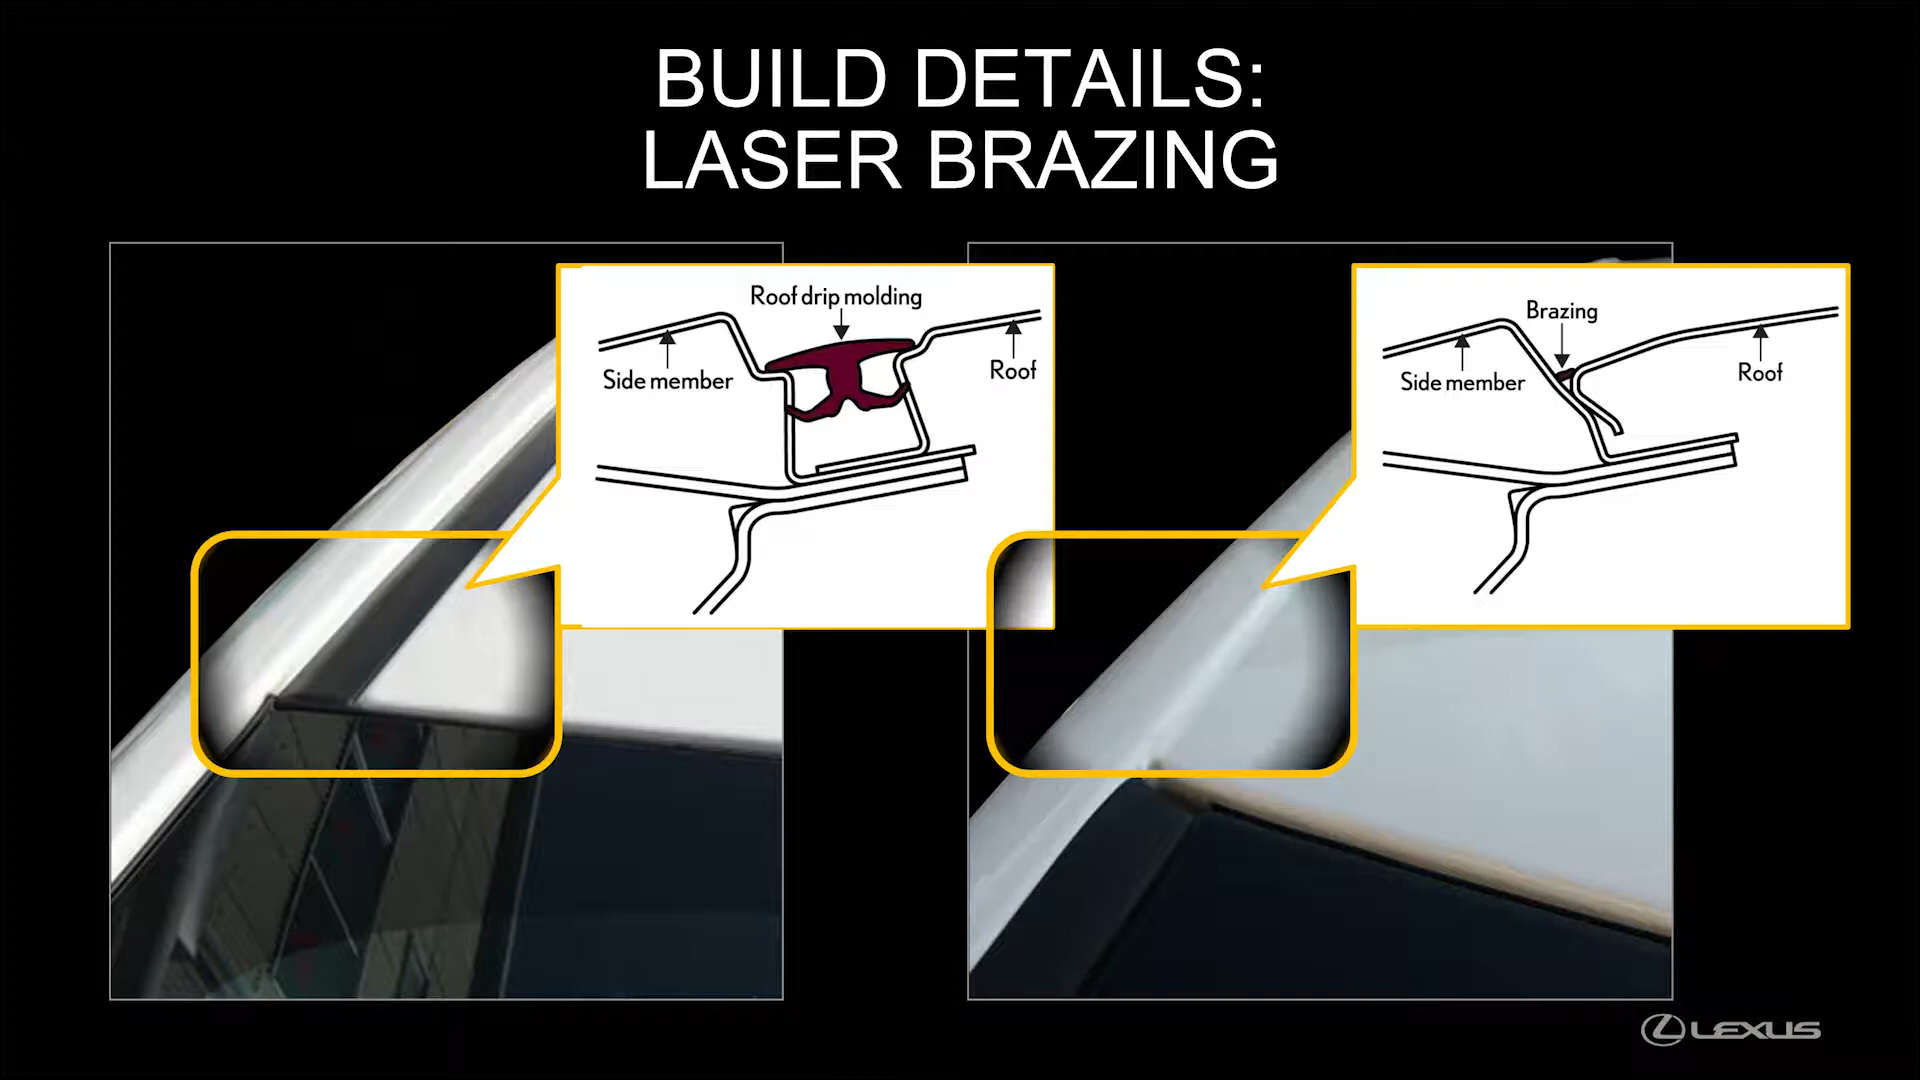 BUILD DETAILS:
LASER BRAZING
Roof drip molding
Side member
Roof
Brazing
Side member
Roof
LEXUS